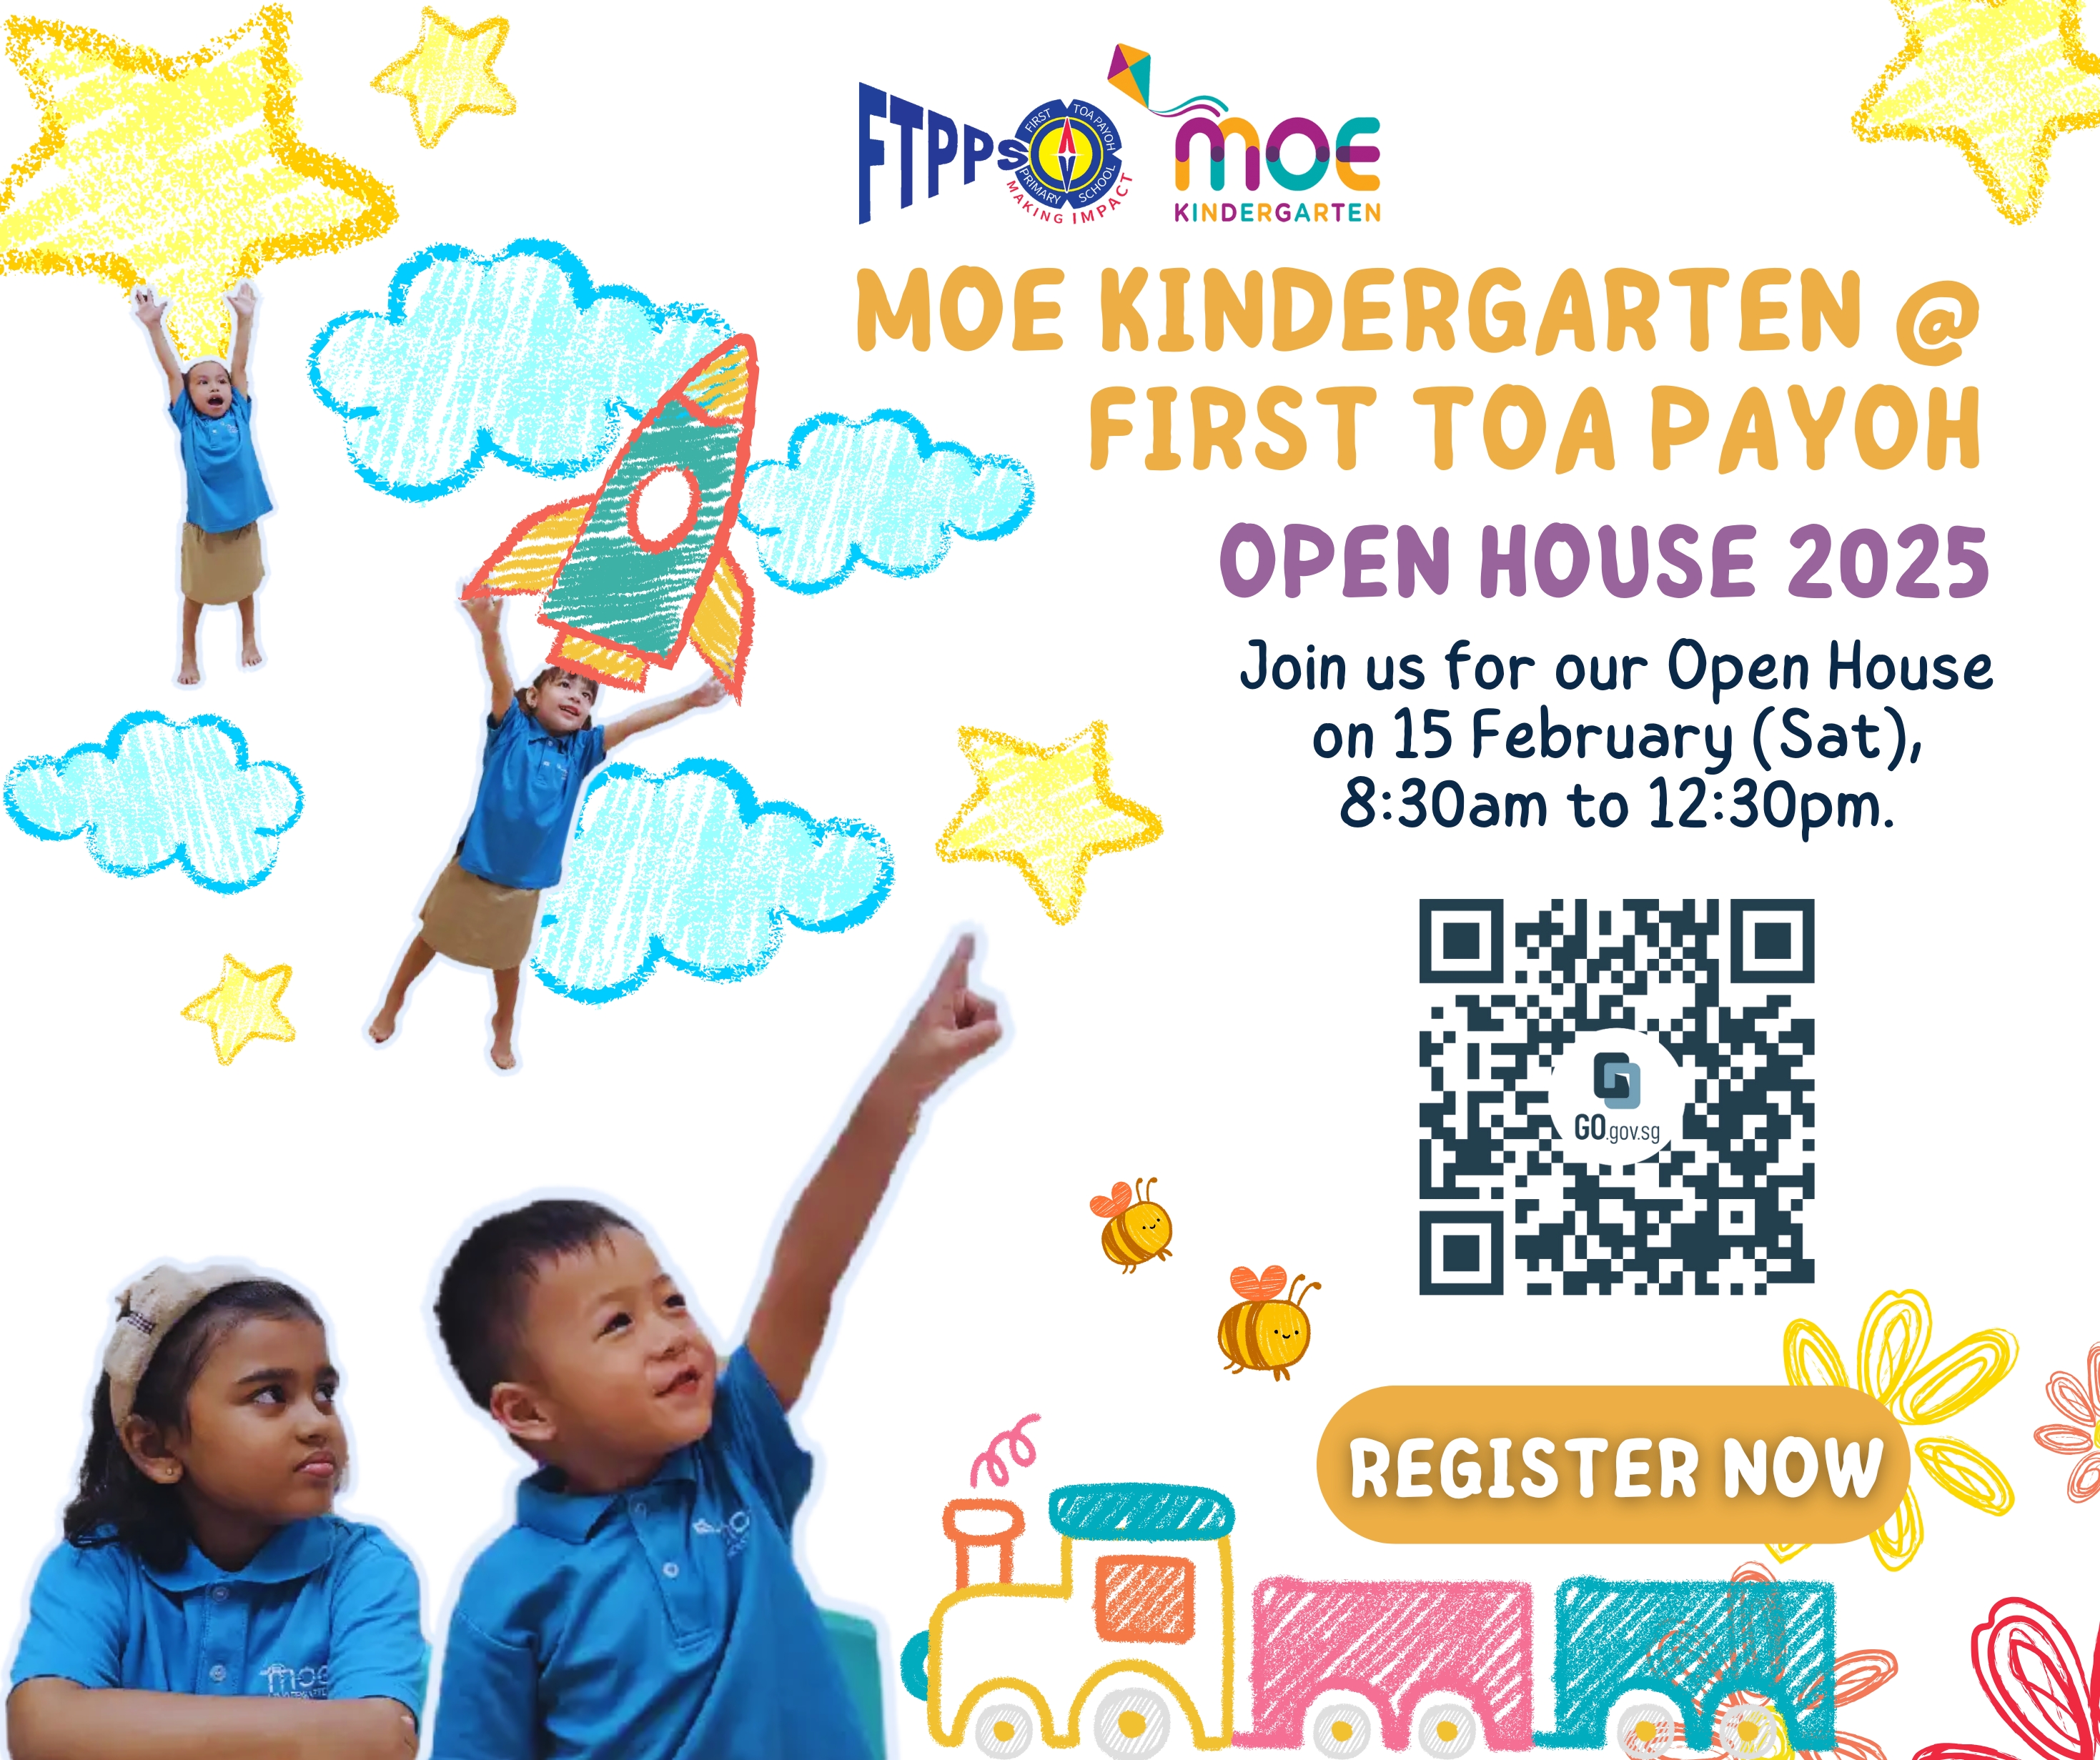 FTPPS
FIRST TOA PAYOH
PRIMARY SCHOOL
MAKING IMPACT
moe
KINDERGARTEN
MOE KINDERGARTEN @
FIRST TOA PAYOH
OPEN HOUSE 2025
Join us for our Open House
on 15 February (Sat),
8:30am to 12:30pm.
GO.gov.sg
REGISTER NOW
moe